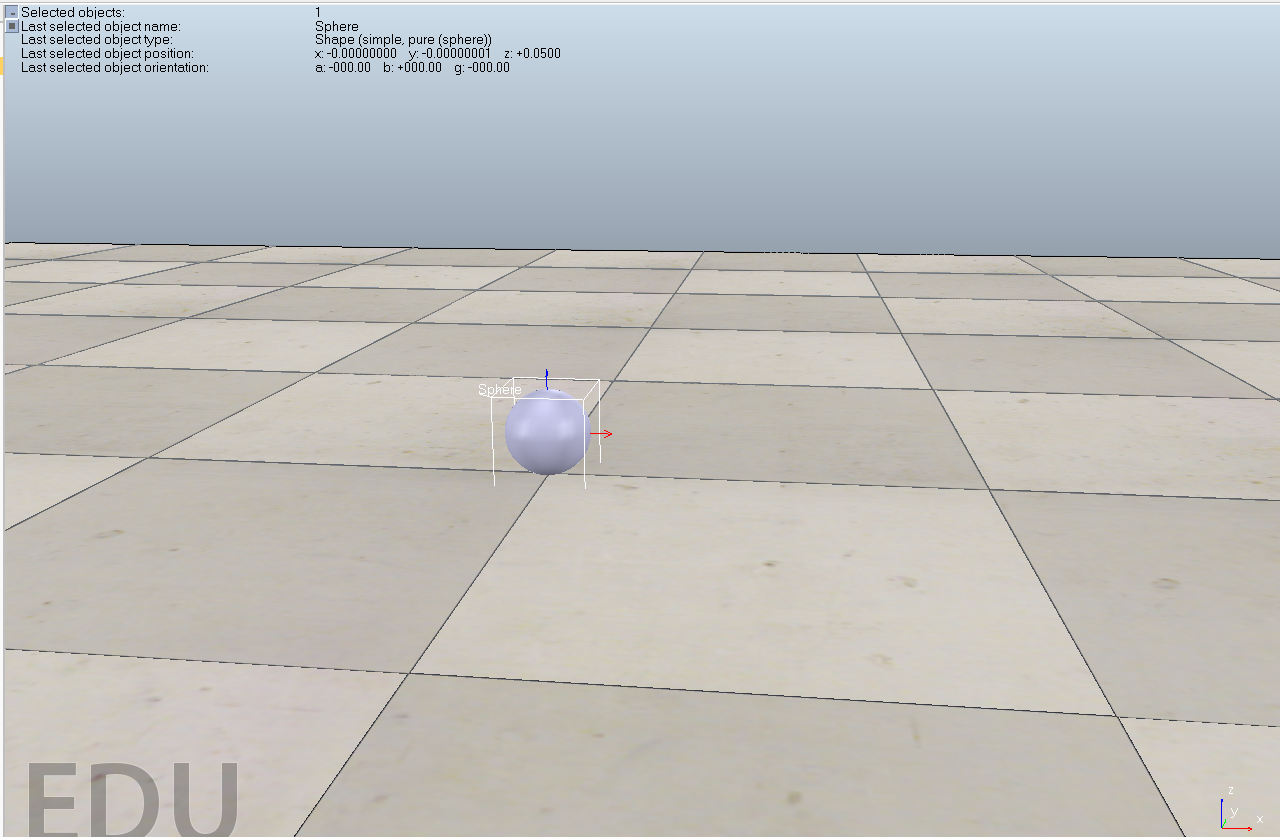 Selected objects: 1
Last selected object name: Sphere
Last selected object type: Shape (simple, pure (sphere))
Last selected object position: x: -0.00000000 y: -0.00000001 z: +0.0500
Last selected object orientation: a: -000.00 b: +000.00 g: -000.00
Sphere
EDU
z
y
x